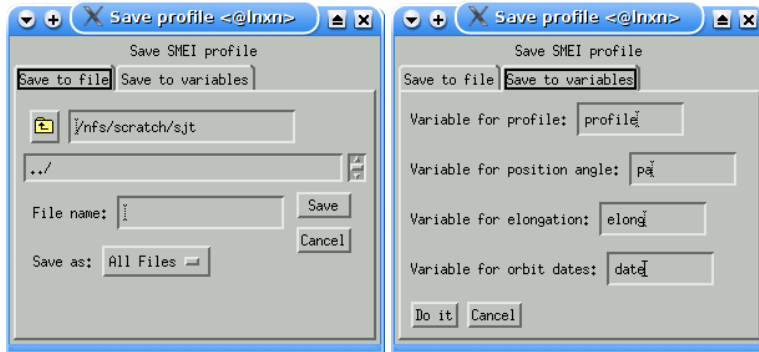 Save profile <@lnxn>
Save SMEI profile
Save to file Save to variables
/nfs/scratch/sjt
../
File name:
Save
Cancel
Save as: All Files
Save profile <@lnxn>
Save SMEI profile
Save to file Save to variables
Variable for profile: profile
Variable for position angle: pa
Variable for elongation: elong
Variable for orbit dates: date
Do it Cancel